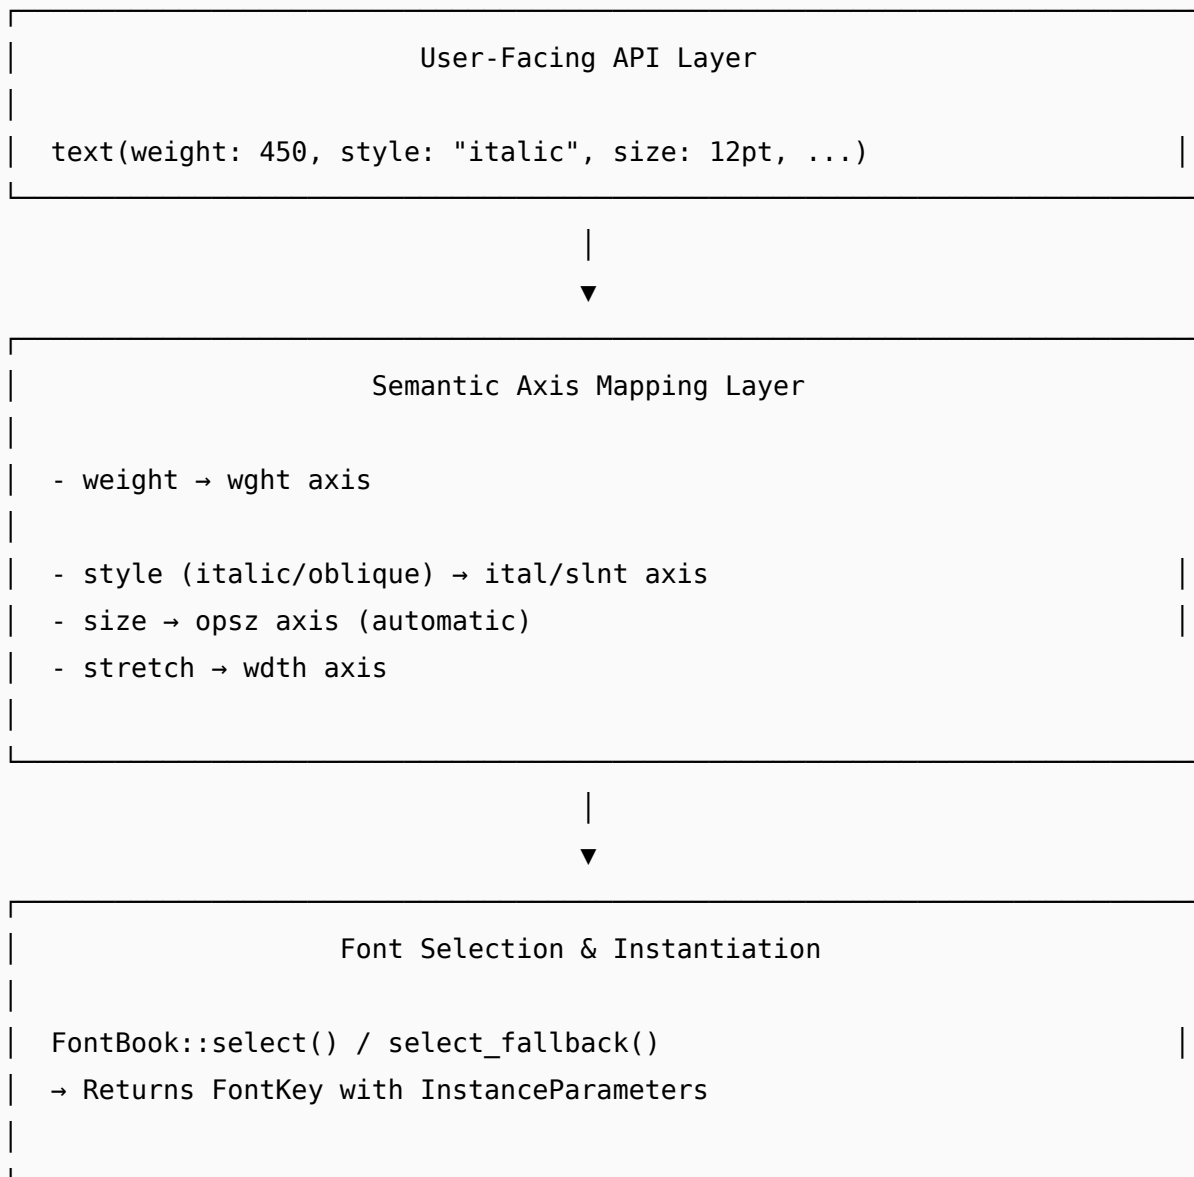 User-Facing API Layer
text(weight: 450, style: "italic", size: 12pt, ...)
▼
Semantic Axis Mapping Layer
- weight → wght axis
- style (italic/oblique) → ital/slnt axis
- size → opsz axis (automatic)
- stretch → wdth axis
▼
Font Selection & Instantiation
FontBook::select() / select_fallback()
→ Returns FontKey with InstanceParameters